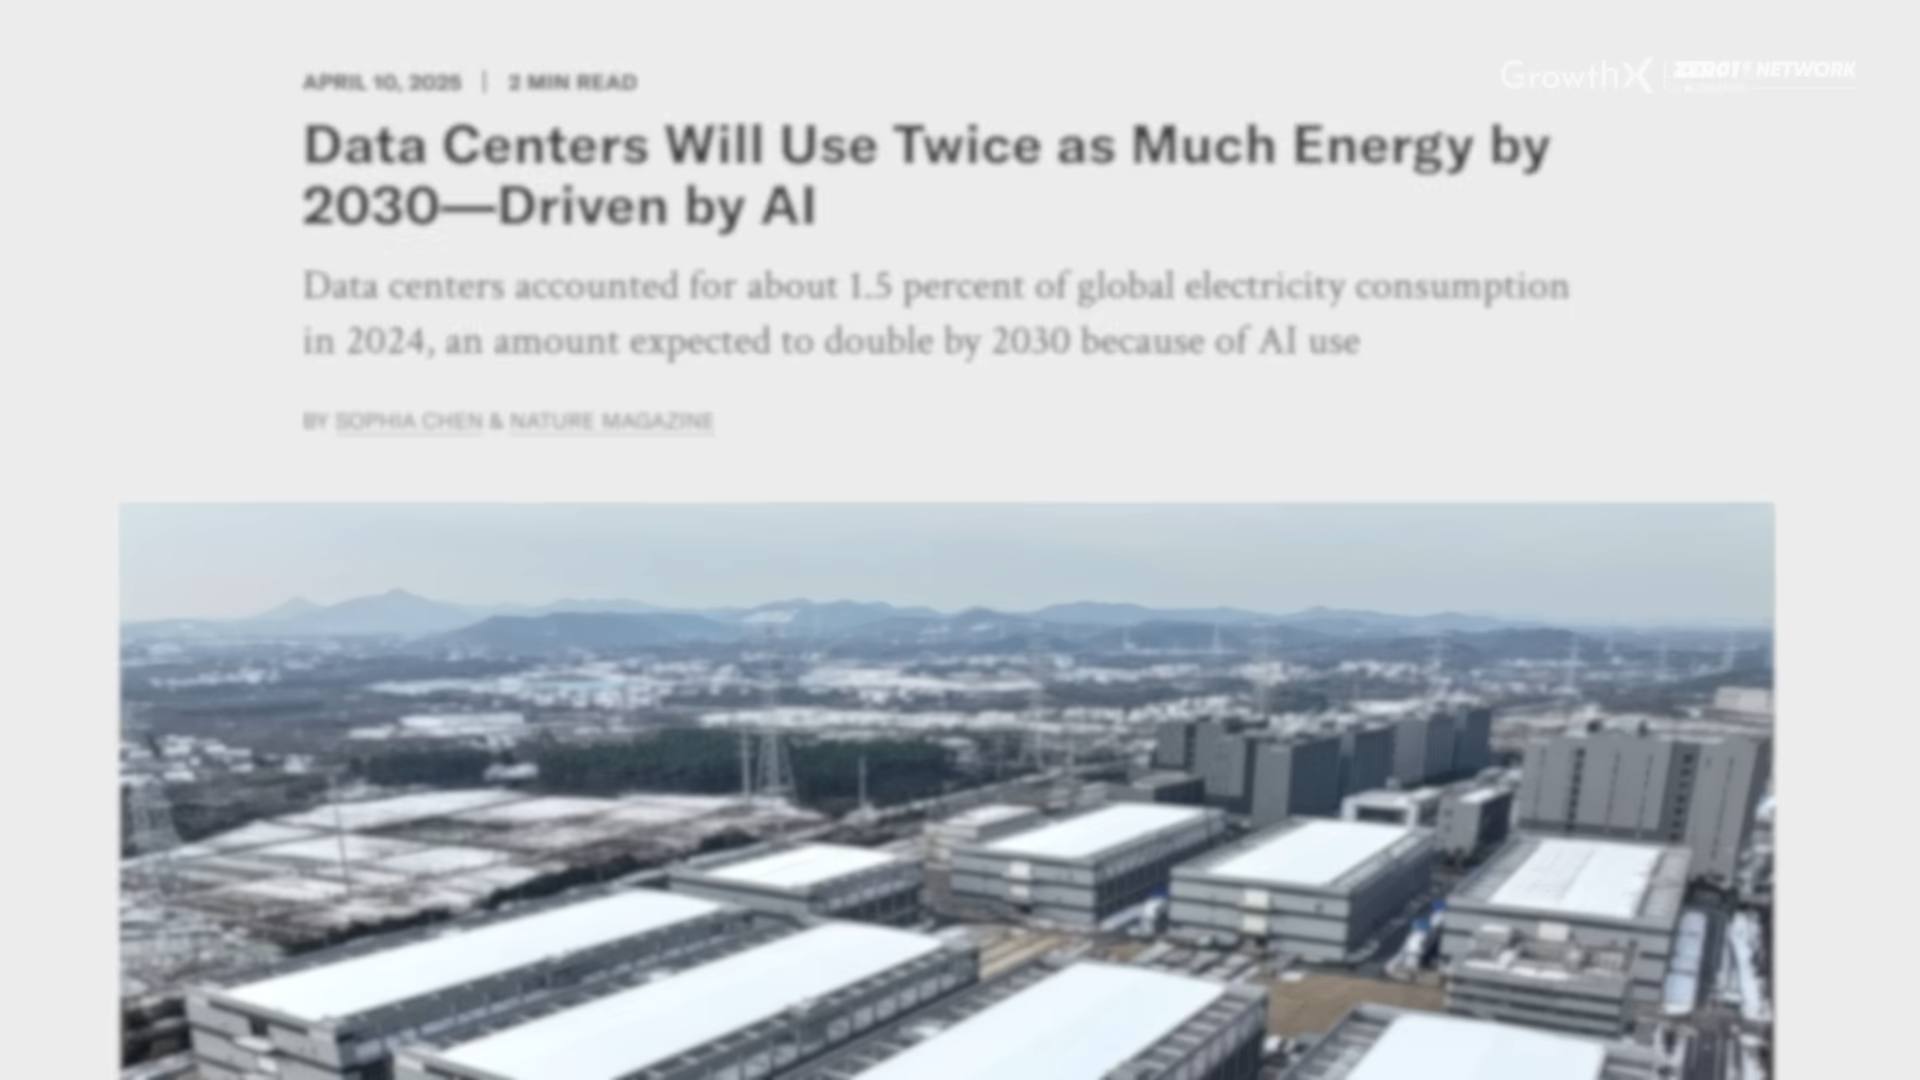 APRIL 10, 2025 | 2 MIN READ
GrowthX | ZERO1 NETWORK
Data Centers Will Use Twice as Much Energy by
2030—Driven by AI
Data centers accounted for about 1.5 percent of global electricity consumption
in 2024, an amount expected to double by 2030 because of AI use
BY SOPHIA CHEN & NATURE MAGAZINE